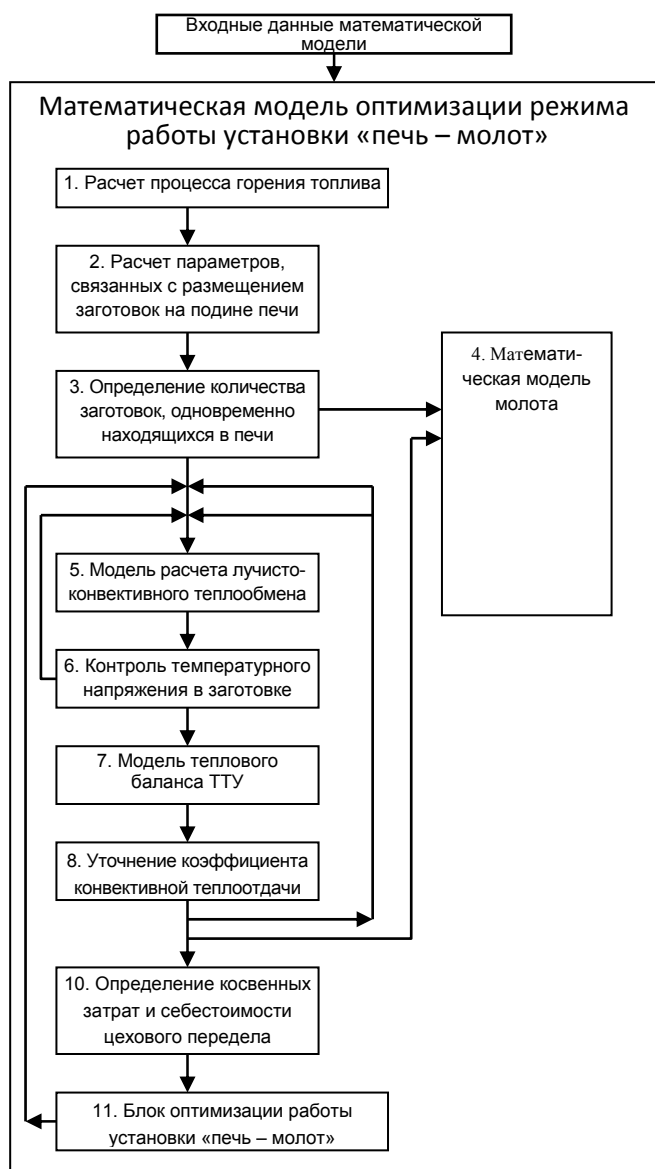 Входные данные математической
модели
Математическая модель оптимизации режима
работы установки «печь – молот»
1. Расчет процесса горения топлива
2. Расчет параметров,
связанных с размещением
заготовок на подине печи
3. Определение количества
заготовок, одновременно
находящихся в печи
4. Матемaти-
ческая модель
молота
5. Модель расчета лучисто-
конвективного теплообмена
6. Контроль температурного
напряжения в заготовке
7. Модель теплового
баланса ТТУ
8. Уточнение коэффициента
конвективной теплоотдачи
10. Определение косвенных
затрат и себестоимости
цехового передела
11. Блок оптимизации работы
установки «печь – молот»